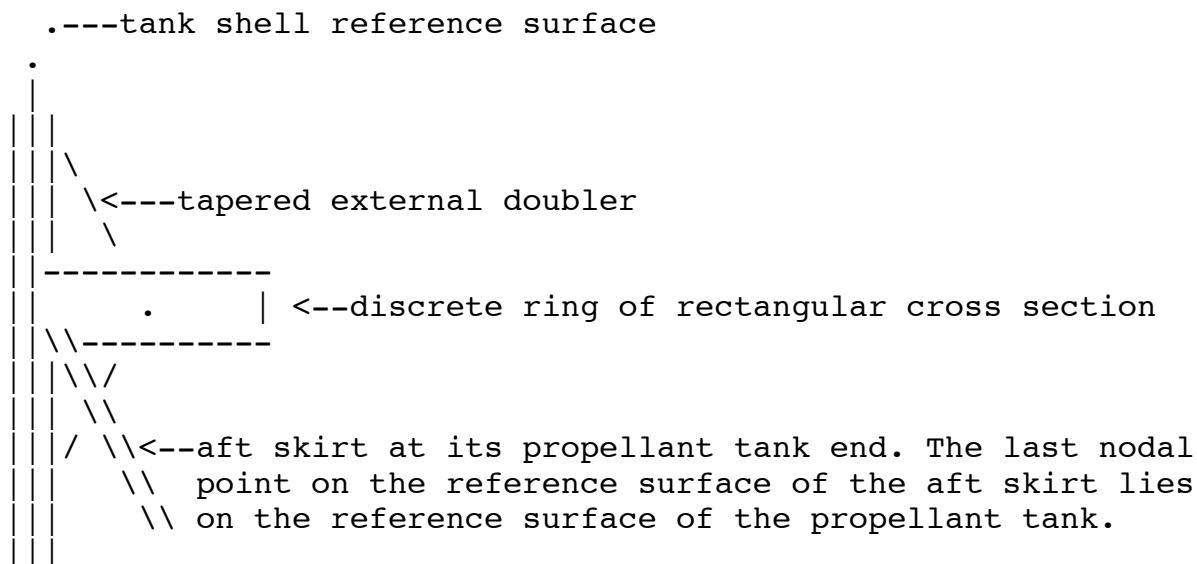 .---tank shell reference surface
\<---tapered external doubler
| <--discrete ring of rectangular cross section
\\<--aft skirt at its propellant tank end. The last nodal
\\ point on the reference surface of the aft skirt lies
\\ on the reference surface of the propellant tank.